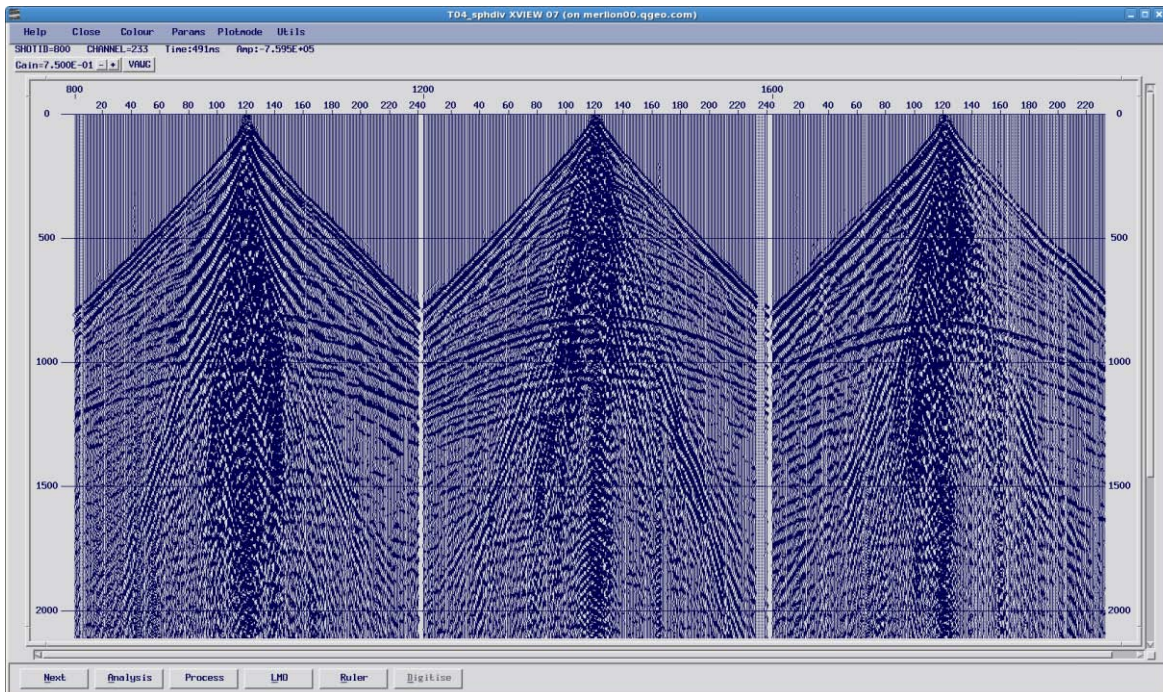 T04_sphdiv XVIEW 07 (on merlion00.qgeo.com)
Help Close Colour Params Plotmode Utils
SHOTID=800 CHANNEL=233 Time:491ms Amp:-7.595E+05
Gain=7.500E-01 - + VAWG
800 1200 1600
20 40 60 80 100 120 140 160 180 200 220 240 20 40 60 80 100 120 140 160 180 200 220 240 20 40 60 80 100 120 140 160 180 200 220
0 0
500 500
1000 1000
1500 1500
2000 2000
Next Analysis Process LMO Ruler Digitise